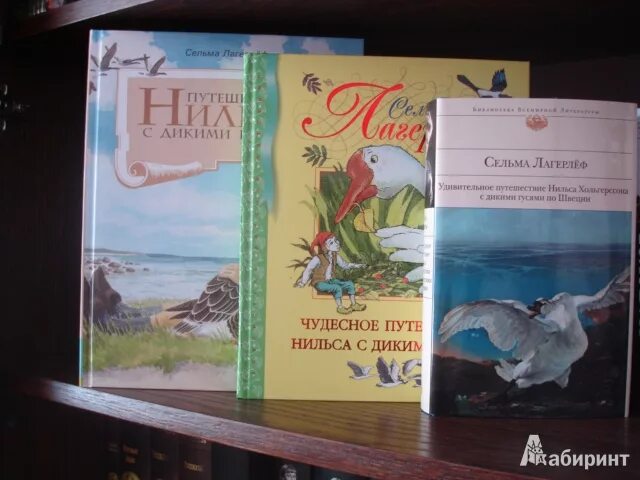 Сельма Лагерлёф
ПУТЕШ
НИЛ
С ДИКИМИ
Сел
Лагер
ЧУДЕСНОЕ ПУТЕ
НИЛЬСА С ДИКИМ
Библиотека Всемирной Литературы
Сельма Лагерлёф
Удивительное путешествие Нильса Хольгерссона
с дикими гусями по Швеции
Лабиринт